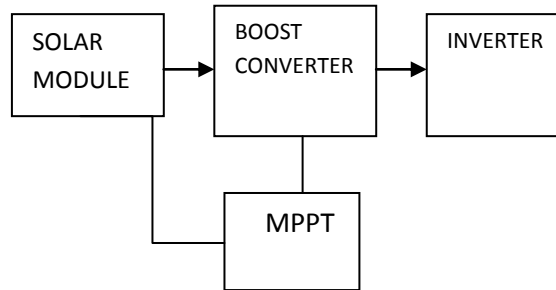 SOLAR
MODULE
BOOST
CONVERTER
INVERTER
MPPT